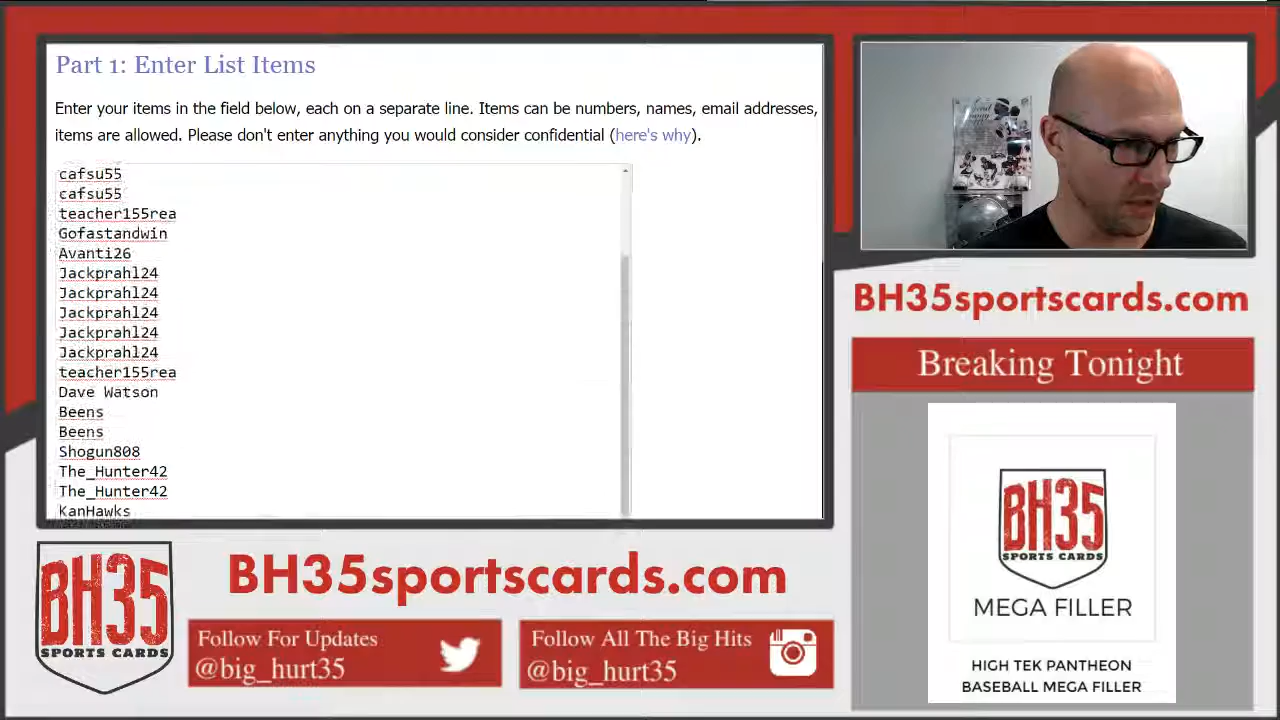 Part 1: Enter List Items
Enter your items in the field below, each on a separate line. Items can be numbers, names, email addresses,
items are allowed. Please don't enter anything you would consider confidential (here's why).
cafsu55
cafsu55
teacher155rea
Gofastandwin
Avanti26
Jackprahl24
Jackprahl24
Jackprahl24
Jackprahl24
Jackprahl24
teacher155rea
Dave Watson
Beens
Beens
Shogun808
The_Hunter42
The_Hunter42
KanHawks
BH35sportscards.com
Breaking Tonight
BH35
SPORTS CARDS
MEGA FILLER
HIGH TEK PANTHEON
BASEBALL MEGA FILLER
BH35
SPORTS CARDS
BH35sportscards.com
Follow For Updates
@big_hurt35
Follow All The Big Hits
@big_hurt35